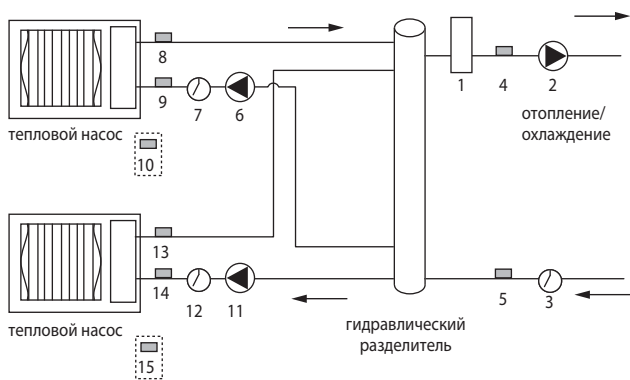 8
9
7
6
тепловой насос
10
1
4
2
отопление/
охлаждение
13
14
12
11
5
3
тепловой насос
15
гидравлический
разделитель